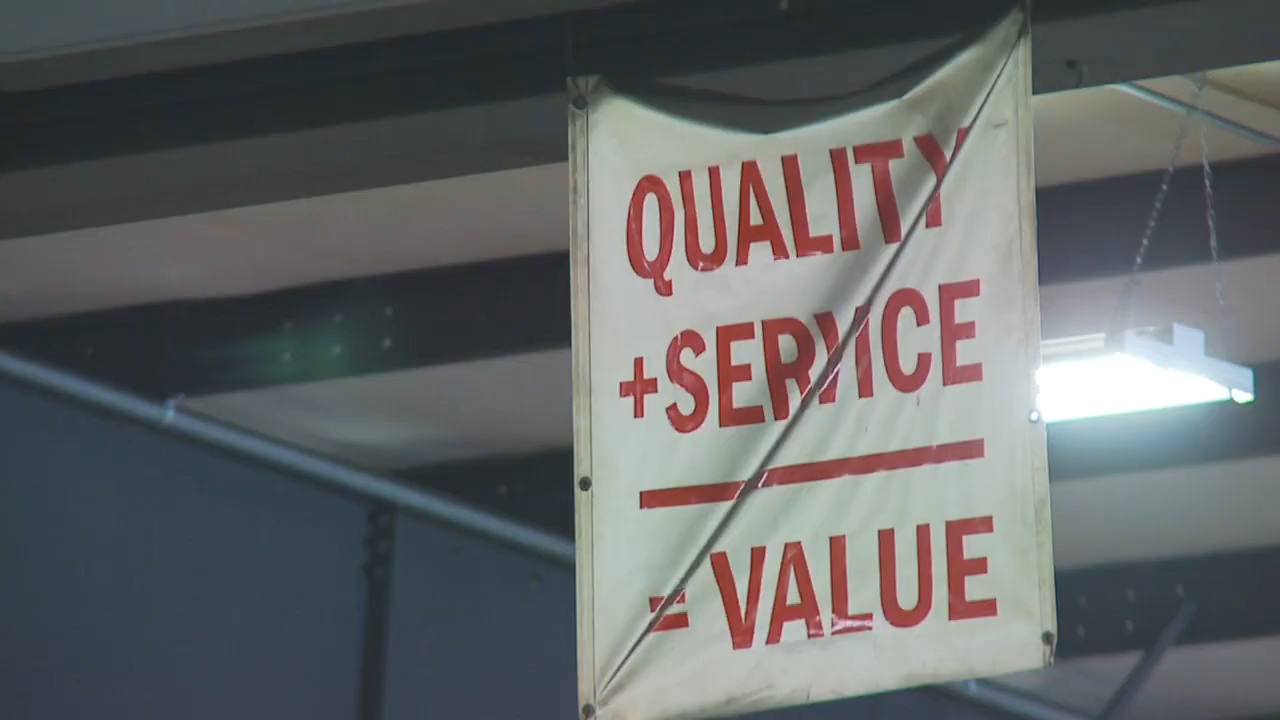 QUALITY
+SERVICE
= VALUE